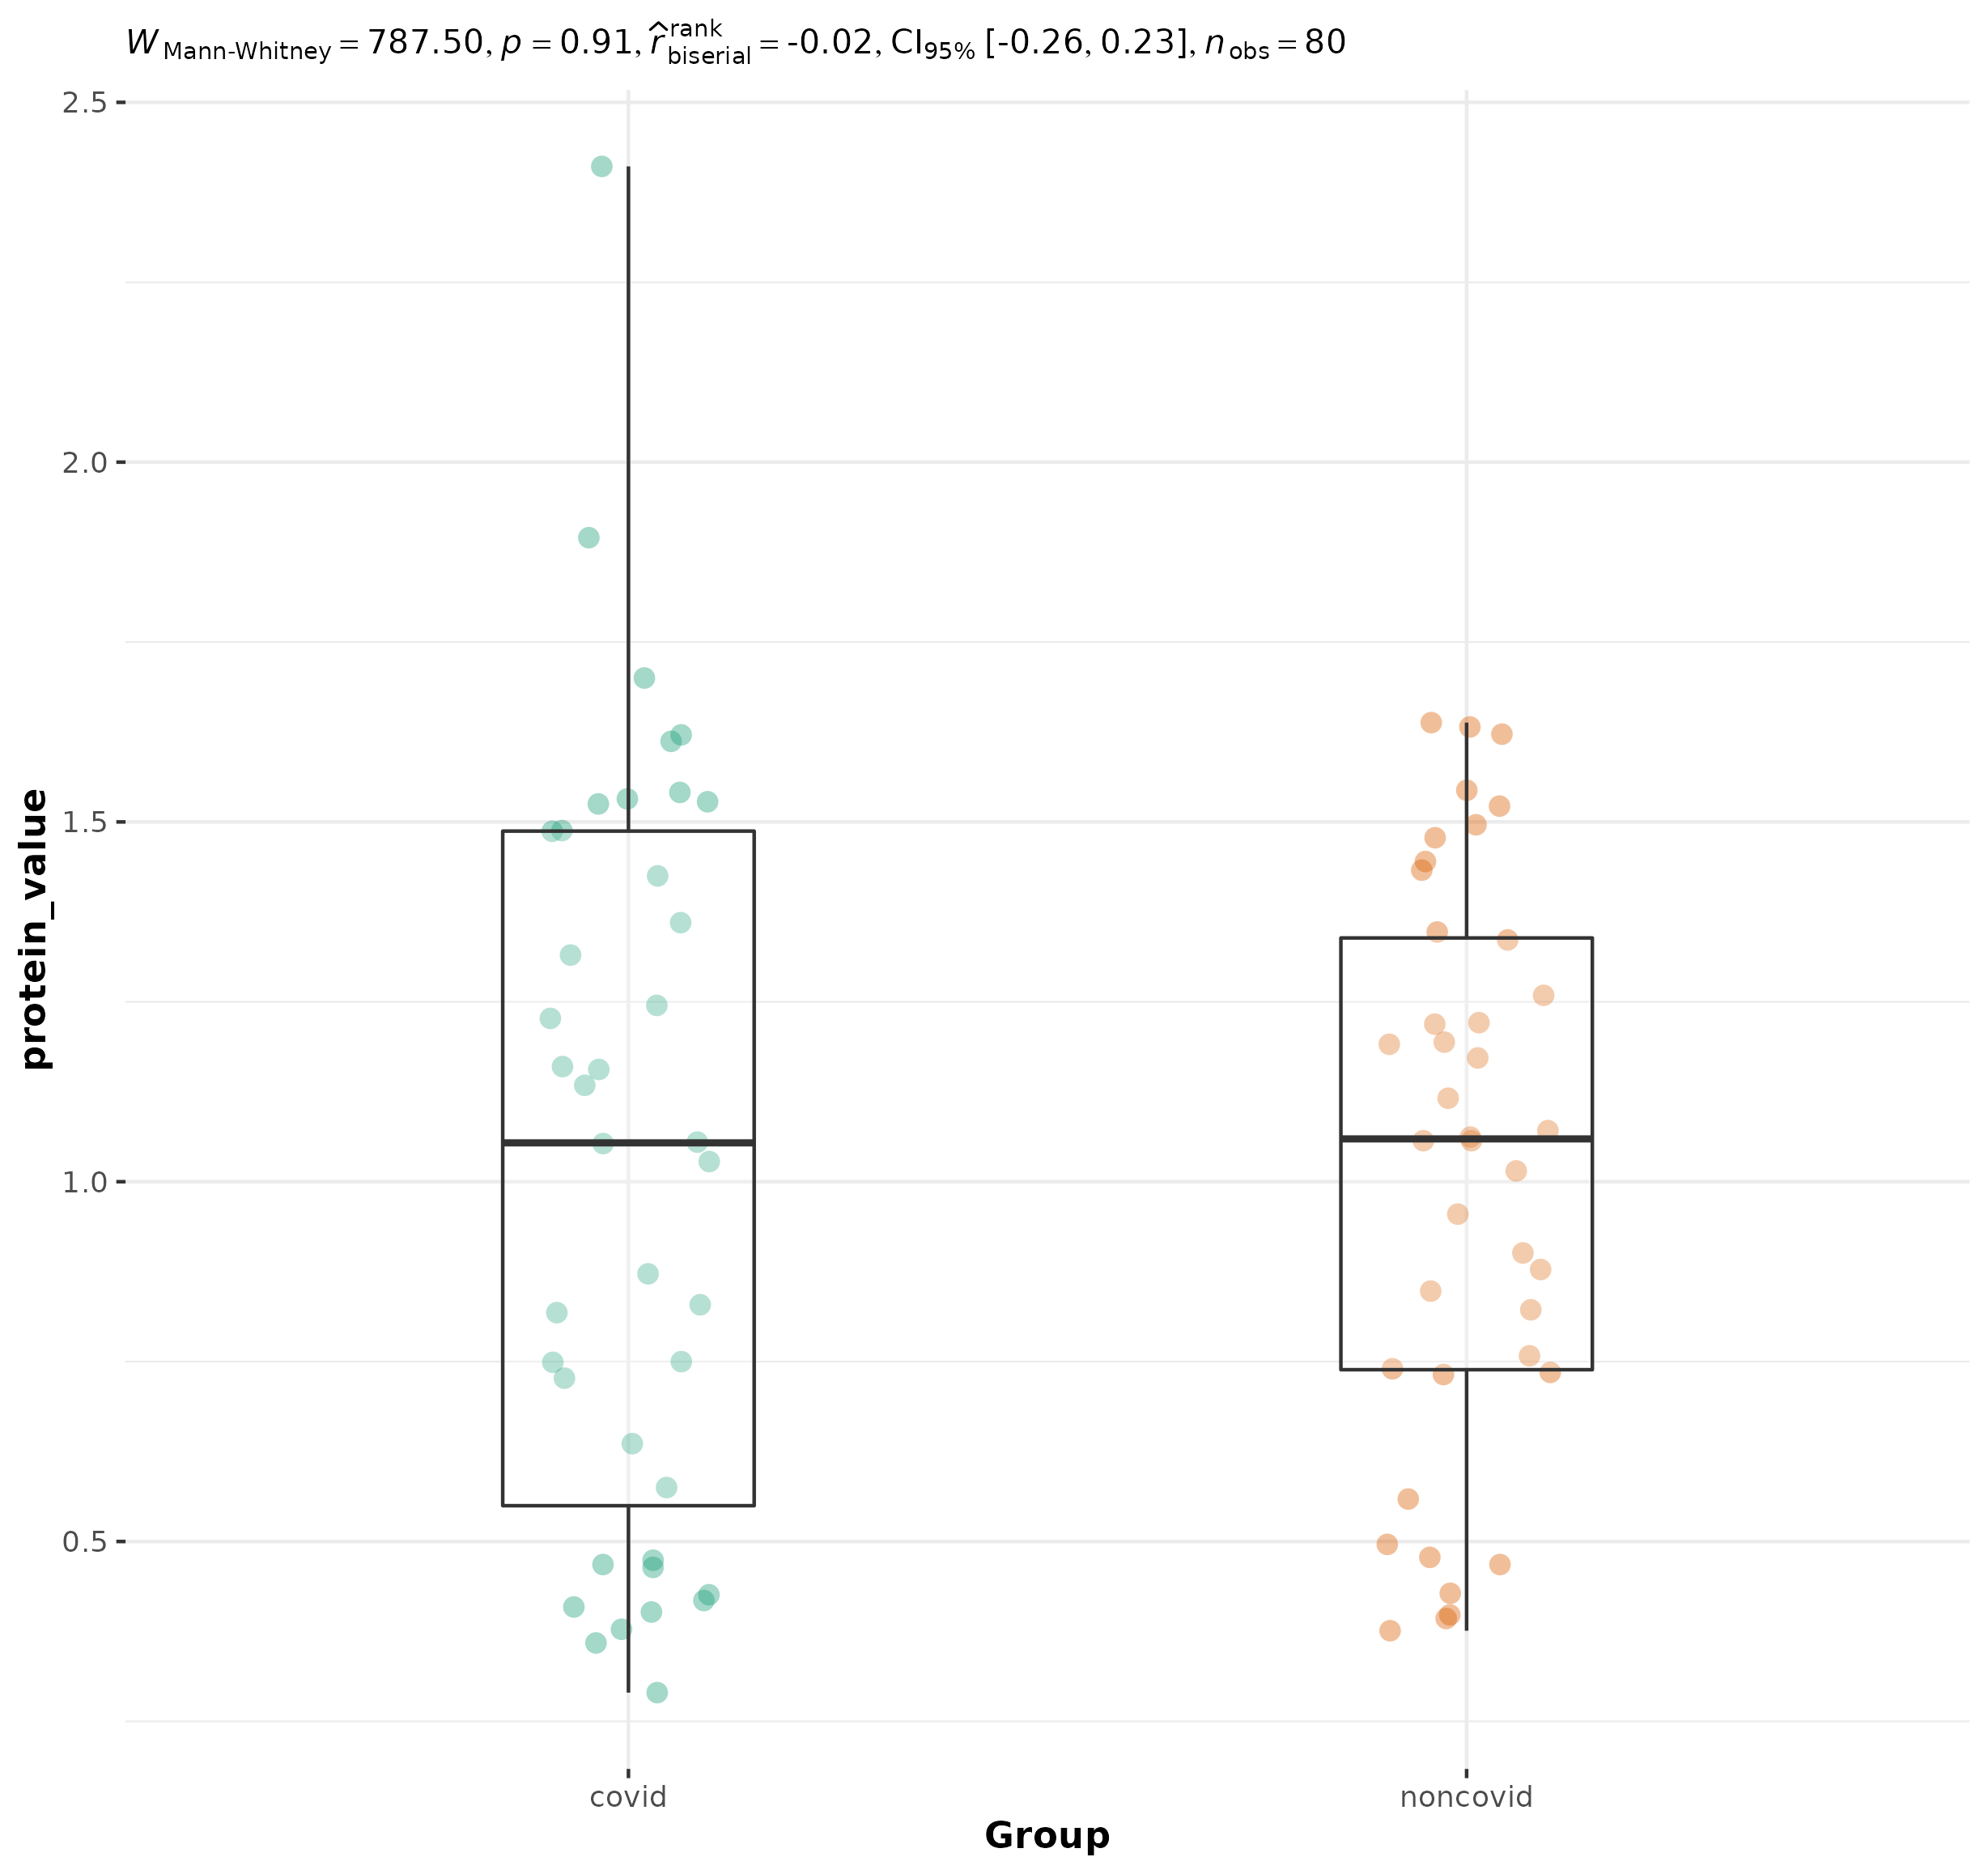 W Mann-Whitney = 787.50, p = 0.91, r̂ rank biserial = -0.02, CI95% [-0.26, 0.23], n obs = 80
2.5
2.0
1.5
1.0
0.5
protein_value
covid
noncovid
Group